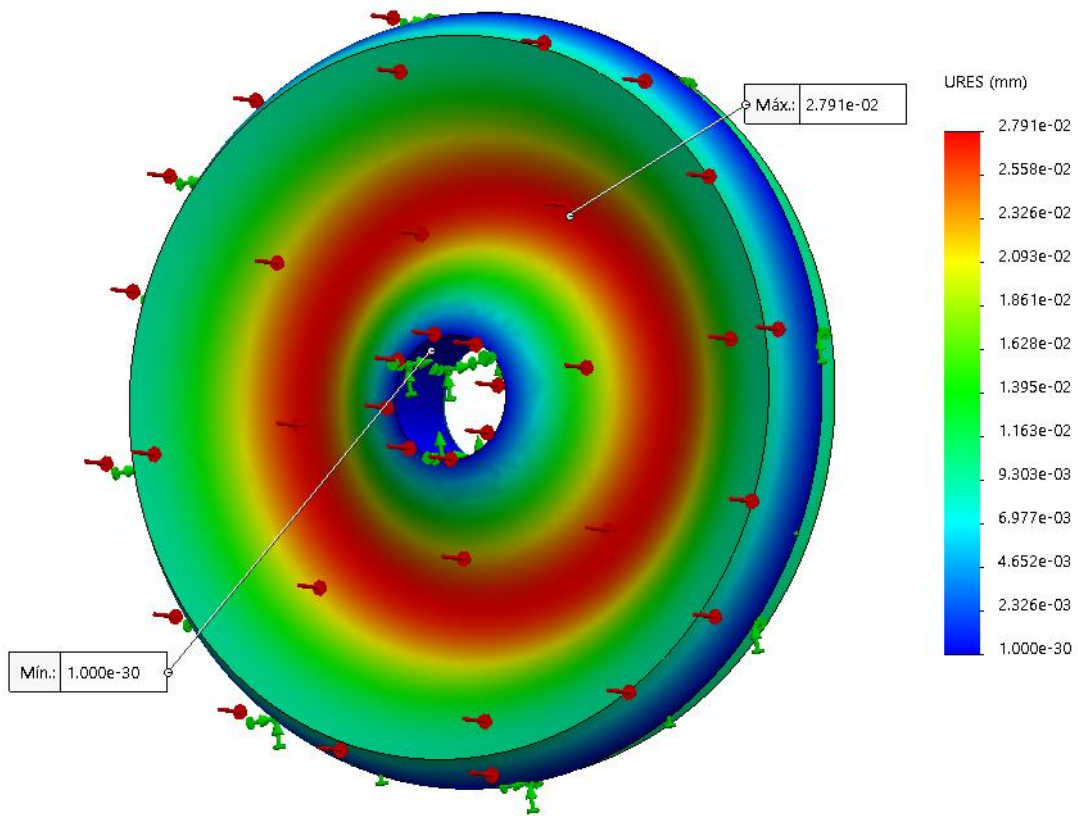 URES (mm)
Máx.: 2.791e-02
2.791e-02
2.558e-02
2.326e-02
2.093e-02
1.861e-02
1.628e-02
1.395e-02
1.163e-02
9.303e-03
6.977e-03
4.652e-03
2.326e-03
1.000e-30
Mín.: 1.000e-30